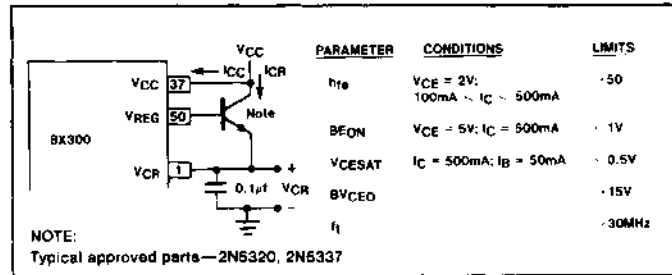 VCC
ICC ICR
VCC 37
VREG 50
Note
8X300
VCR 1
+
0.1μf VCR
−
PARAMETER CONDITIONS LIMITS
hfe VCE = 2V; 50
100mA < IC < 500mA
BEON VCE = 5V; IC = 500mA 1V
VCESAT IC = 500mA; IB = 50mA 0.5V
BVCEO 15V
ft 30MHz
NOTE:
Typical approved parts—2N5320, 2N5337